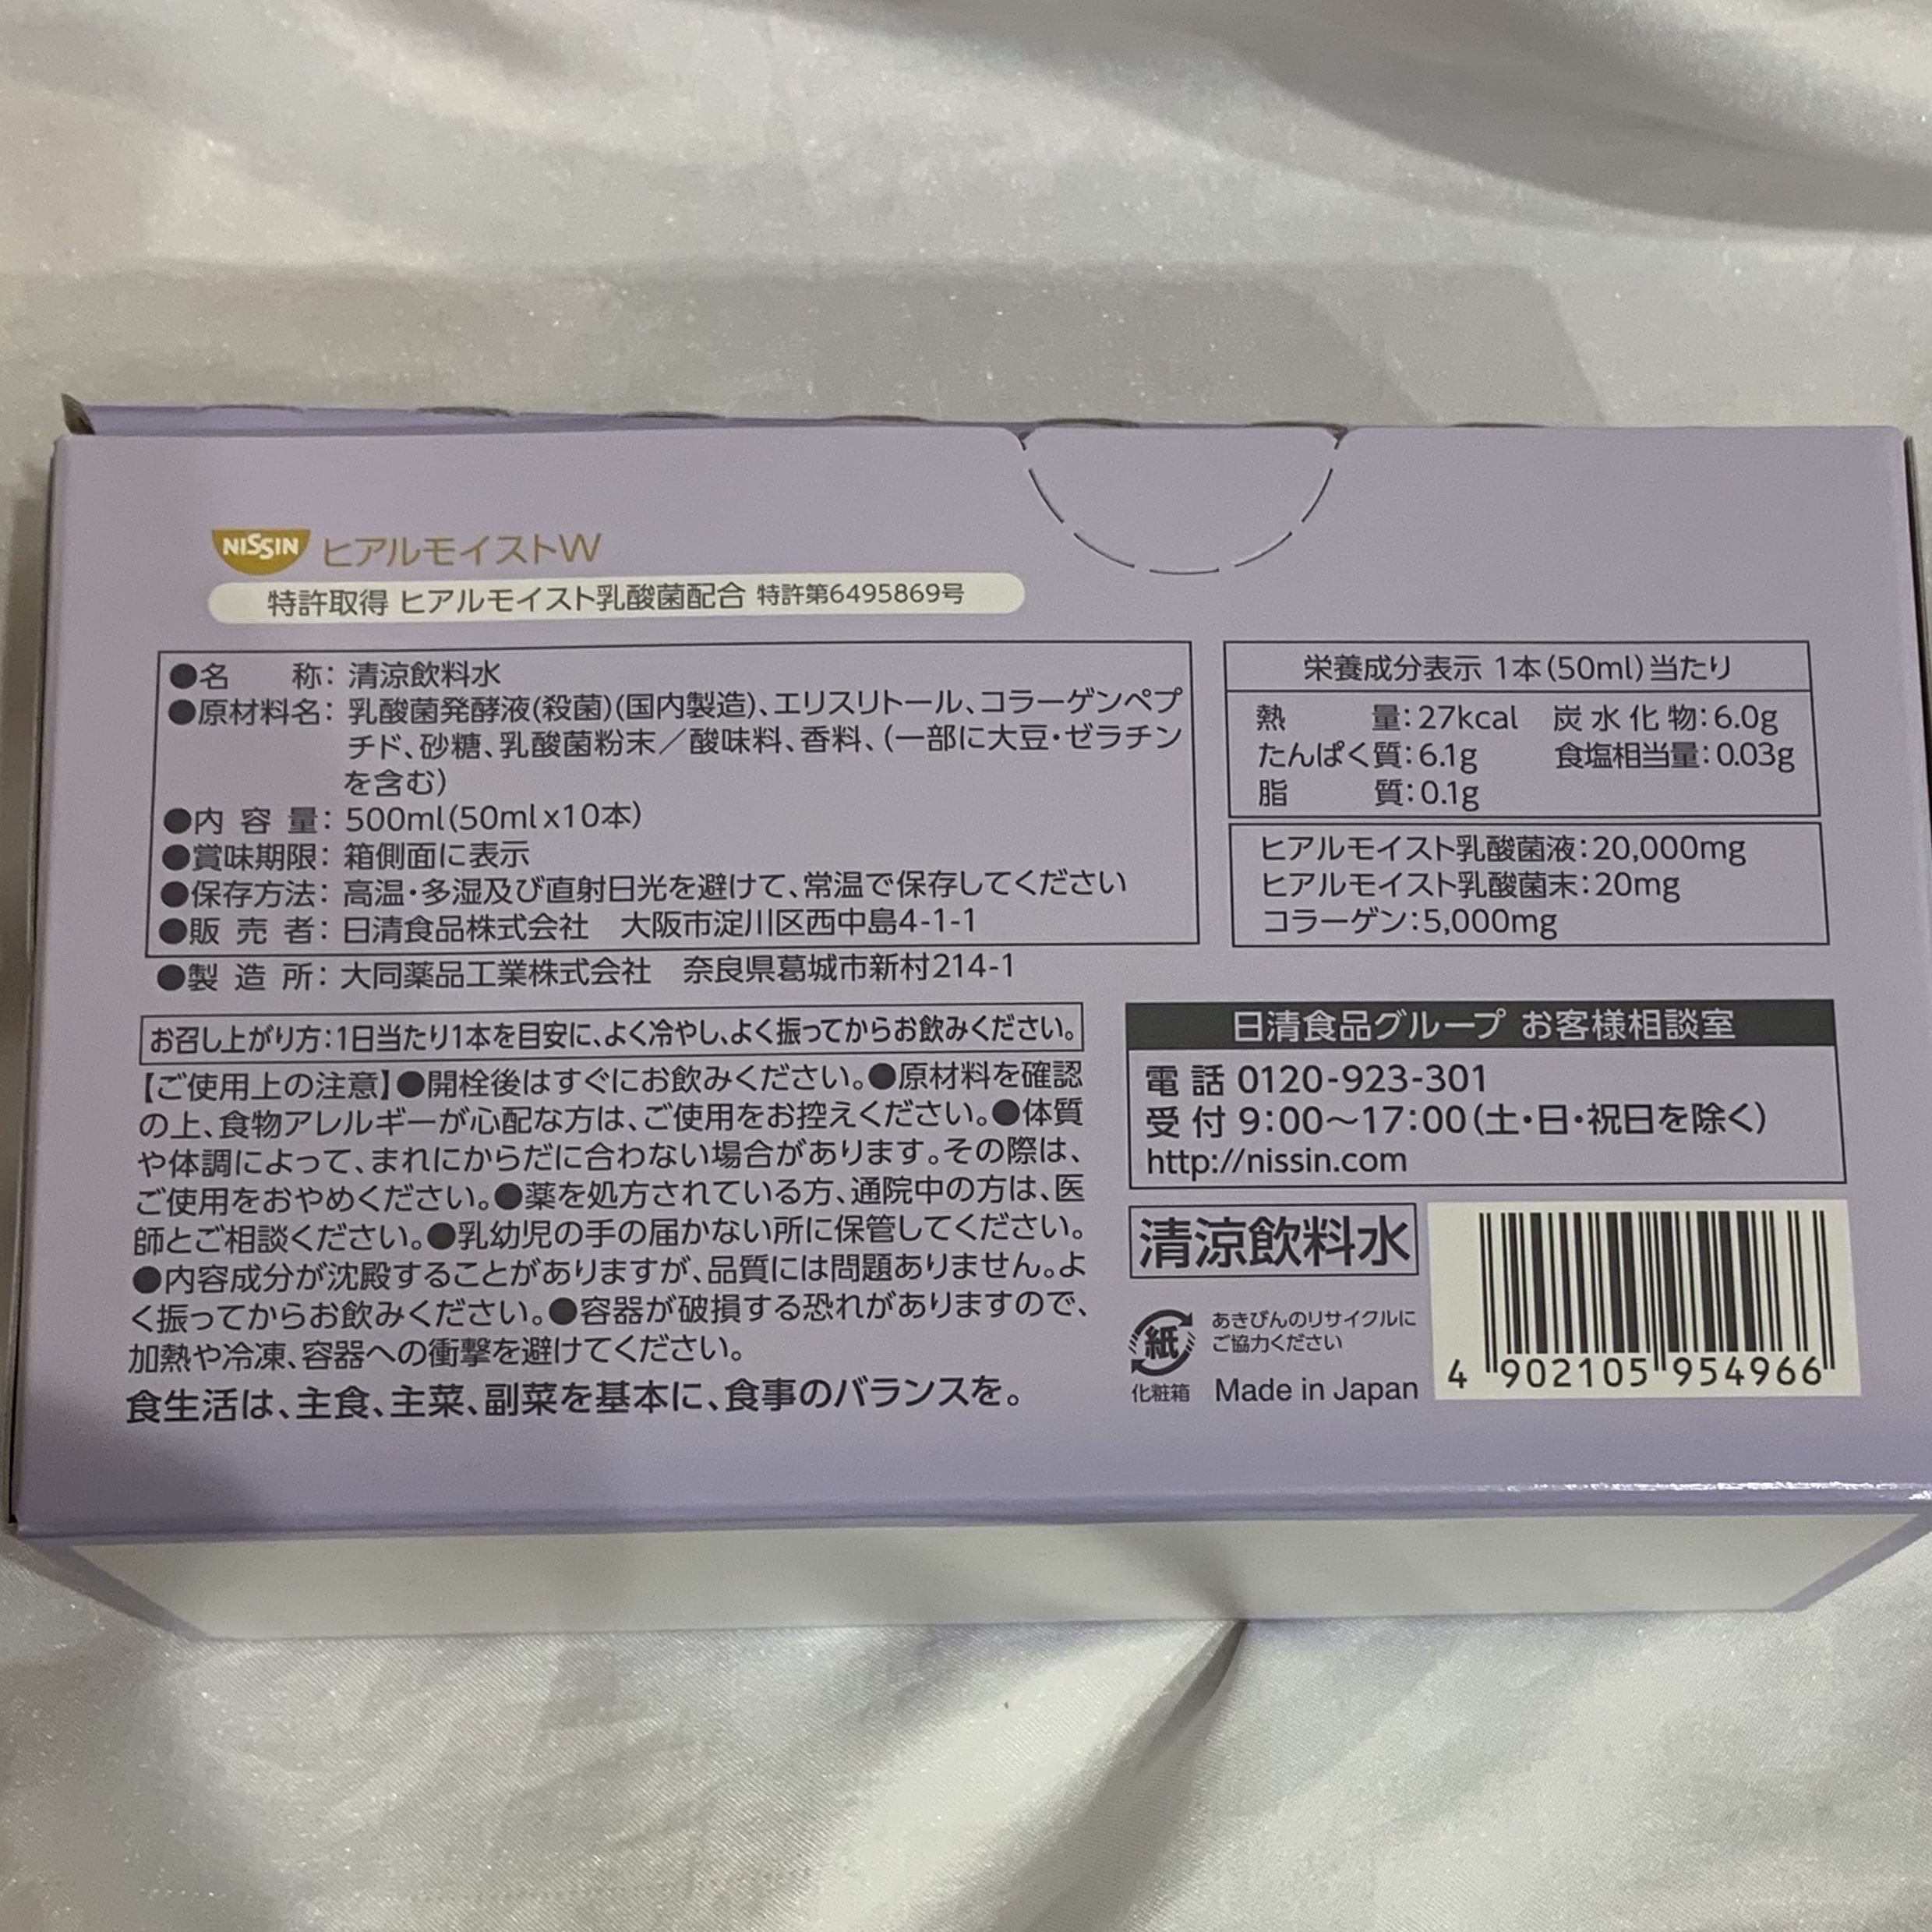 NISSIN ヒアルモイストW
特許取得 ヒアルモイスト乳酸菌配合 特許第6495869号
●名　　称：清涼飲料水
●原材料名：乳酸菌発酵液(殺菌)(国内製造)、エリスリトール、コラーゲンペプ
チド、砂糖、乳酸菌粉末／酸味料、香料、(一部に大豆・ゼラチン
を含む)
●内 容 量：500ml(50mlx10本)
●賞味期限：箱側面に表示
●保存方法：高温・多湿及び直射日光を避けて、常温で保存してください
●販 売 者：日清食品株式会社　大阪市淀川区西中島4-1-1
●製 造 所：大同薬品工業株式会社　奈良県葛城市新村214-1
栄養成分表示 1本(50ml)当たり
熱　　量：27kcal　炭 水 化 物：6.0g
たんぱく質：6.1g　食塩相当量：0.03g
脂　　質：0.1g
ヒアルモイスト乳酸菌液：20,000mg
ヒアルモイスト乳酸菌末：20mg
コラーゲン：5,000mg
お召し上がり方：1日当たり1本を目安に、よく冷やし、よく振ってからお飲みください。
【ご使用上の注意】●開栓後はすぐにお飲みください。●原材料を確認
の上、食物アレルギーが心配な方は、ご使用をお控えください。●体質
や体調によって、まれにからだに合わない場合があります。その際は、
ご使用をおやめください。●薬を処方されている方、通院中の方は、医
師とご相談ください。●乳幼児の手の届かない所に保管してください。
●内容成分が沈殿することがありますが、品質には問題ありません。よ
く振ってからお飲みください。●容器が破損する恐れがありますので、
加熱や冷凍、容器への衝撃を避けてください。
食生活は、主食、主菜、副菜を基本に、食事のバランスを。
日清食品グループ お客様相談室
電 話 0120-923-301
受 付 9:00〜17:00(土・日・祝日を除く)
http://nissin.com
清涼飲料水
紙
化粧箱
あきびんのリサイクルに
ご協力ください
Made in Japan
4 902105 954966